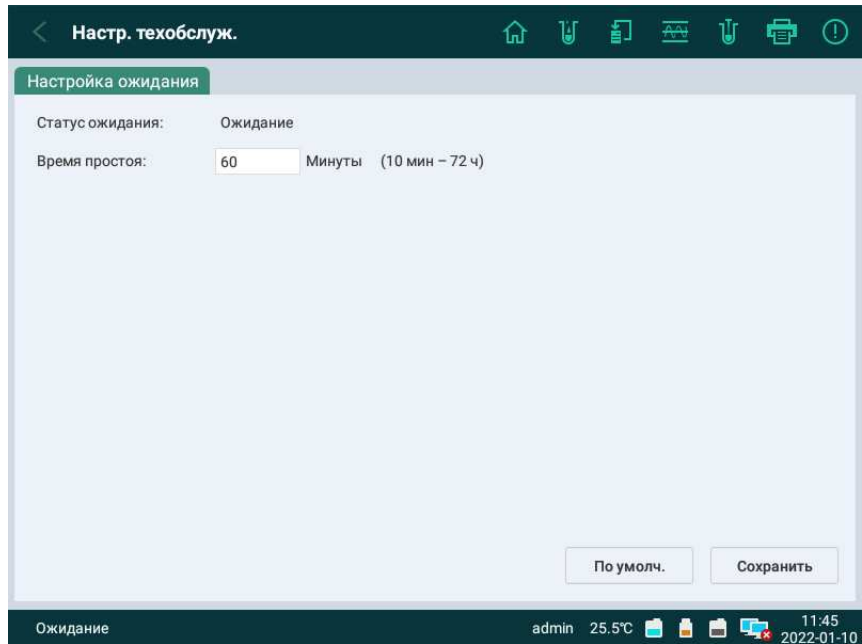 Настр. техобслуж.
Настройка ожидания
Статус ожидания: Ожидание
Время простоя: 60 Минуты (10 мин – 72 ч)
По умолч. Сохранить
Ожидание admin 25.5℃ 11:45
2022-01-10